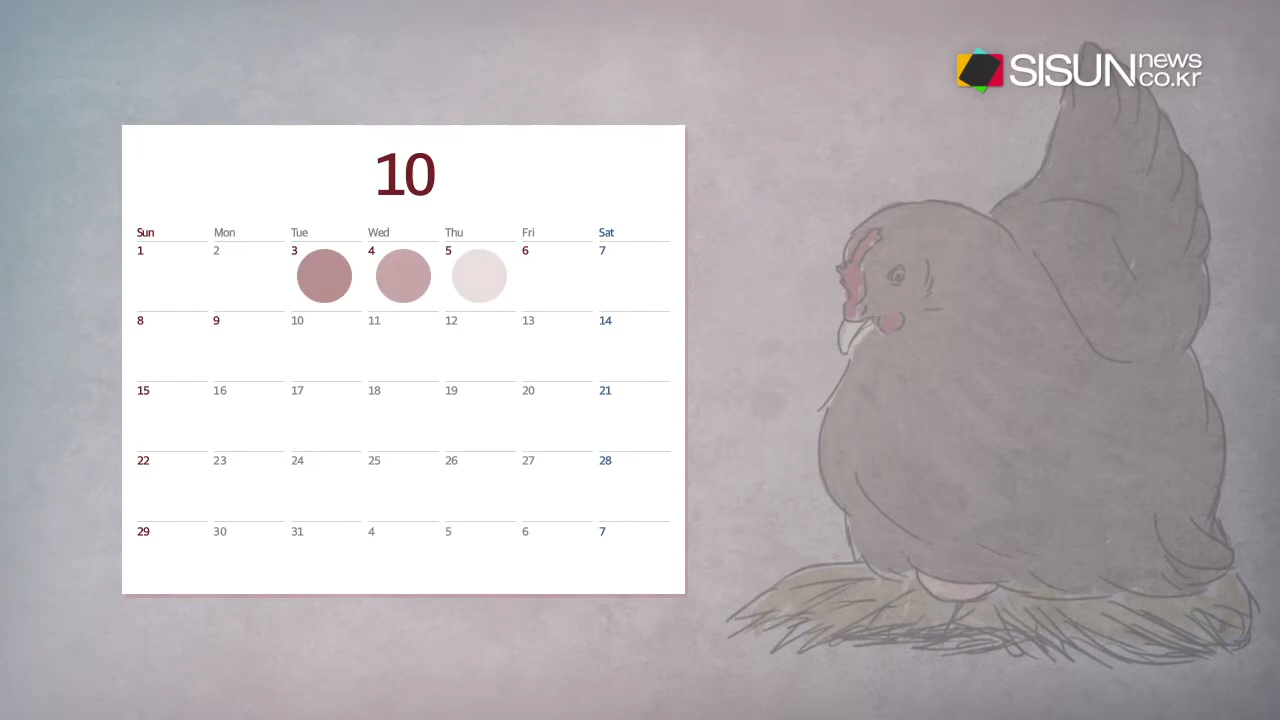 SISUN news
co.kr
10
Sun Mon Tue Wed Thu Fri Sat
1 2 3 4 5 6 7
8 9 10 11 12 13 14
15 16 17 18 19 20 21
22 23 24 25 26 27 28
29 30 31 4 5 6 7